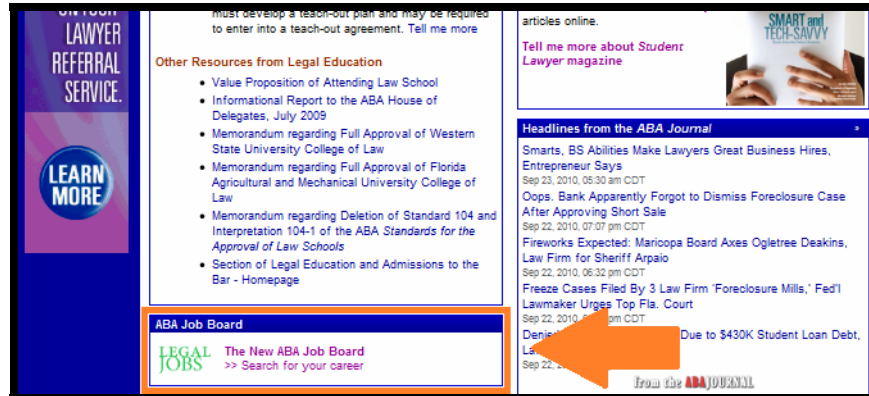 ON YOUR
LAWYER
REFERRAL
SERVICE.
LEARN
MORE
must develop a teach-out plan and may be required
to enter into a teach-out agreement. Tell me more
Other Resources from Legal Education
• Value Proposition of Attending Law School
• Informational Report to the ABA House of
Delegates, July 2009
• Memorandum regarding Full Approval of Western
State University College of Law
• Memorandum regarding Full Approval of Florida
Agricultural and Mechanical University College of
Law
• Memorandum regarding Deletion of Standard 104 and
Interpretation 104-1 of the ABA Standards for the
Approval of Law Schools
• Section of Legal Education and Admissions to the
Bar - Homepage
ABA Job Board
LEGAL
JOBS
The New ABA Job Board
>> Search for your career
articles online.
Tell me more about Student
Lawyer magazine
SMART and
TECH-SAVVY
Headlines from the ABA Journal »
Smarts, BS Abilities Make Lawyers Great Business Hires,
Entrepreneur Says
Sep 23, 2010, 05:30 am CDT
Oops. Bank Apparently Forgot to Dismiss Foreclosure Case
After Approving Short Sale
Sep 22, 2010, 07:07 pm CDT
Fireworks Expected: Maricopa Board Axes Ogletree Deakins,
Law Firm for Sheriff Arpaio
Sep 22, 2010, 06:32 pm CDT
Freeze Cases Filed By 3 Law Firm 'Foreclosure Mills,' Fed'l
Lawmaker Urges Top Fla. Court
Sep 22, 2010, pm CDT
Due to $430K Student Loan Debt,
Sep 22,
from the ABA JOURNAL